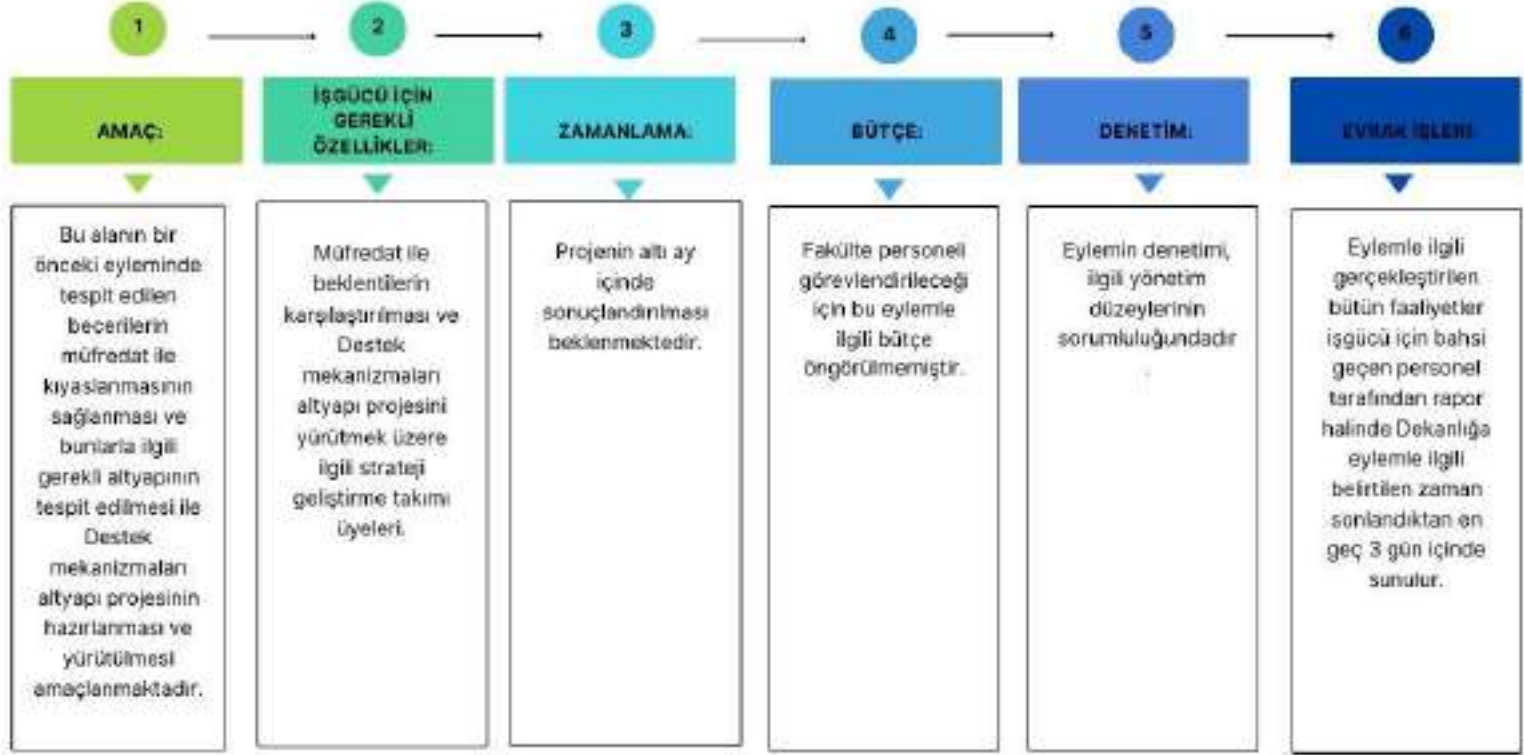 1
2
3
4
5
6
AMAÇ:
İŞGÜCÜ İÇİN
GEREKLİ
ÖZELLİKLER:
ZAMANLAMA:
BÜTÇE:
DENETİM:
EVRAK İŞLERİ:
Bu alanın bir
önceki eyleminde
tespit edilen
becerilerin
müfredat ile
kıyaslanmasının
sağlanması ve
bunlarla ilgili
gerekli altyapının
tespit edilmesi ile
Destek
mekanizmaları
altyapı projesinin
hazırlanması ve
yürütülmesi
amaçlanmaktadır.
Müfredat ile
beklentilerin
karşılaştırılması ve
Destek
mekanizmaları
altyapı projesini
yürütmek üzere
ilgili strateji
geliştirme takımı
üyeleri.
Projenin altı ay
içinde
sonuçlandırılması
beklenmektedir.
Fakülte personeli
görevlendirileceği
için bu eylemle
ilgili bütçe
öngörülmemiştir.
Eylemin denetimi,
ilgili yönetim
düzeylerinin
sorumluluğundadır
.
Eylemle ilgili
gerçekleştirilen
bütün faaliyetler
işgücü için bahsi
geçen personel
tarafından rapor
halinde Dekanlığa
eylemle ilgili
belirtilen zaman
sonlandıktan en
geç 3 gün içinde
sunulur.